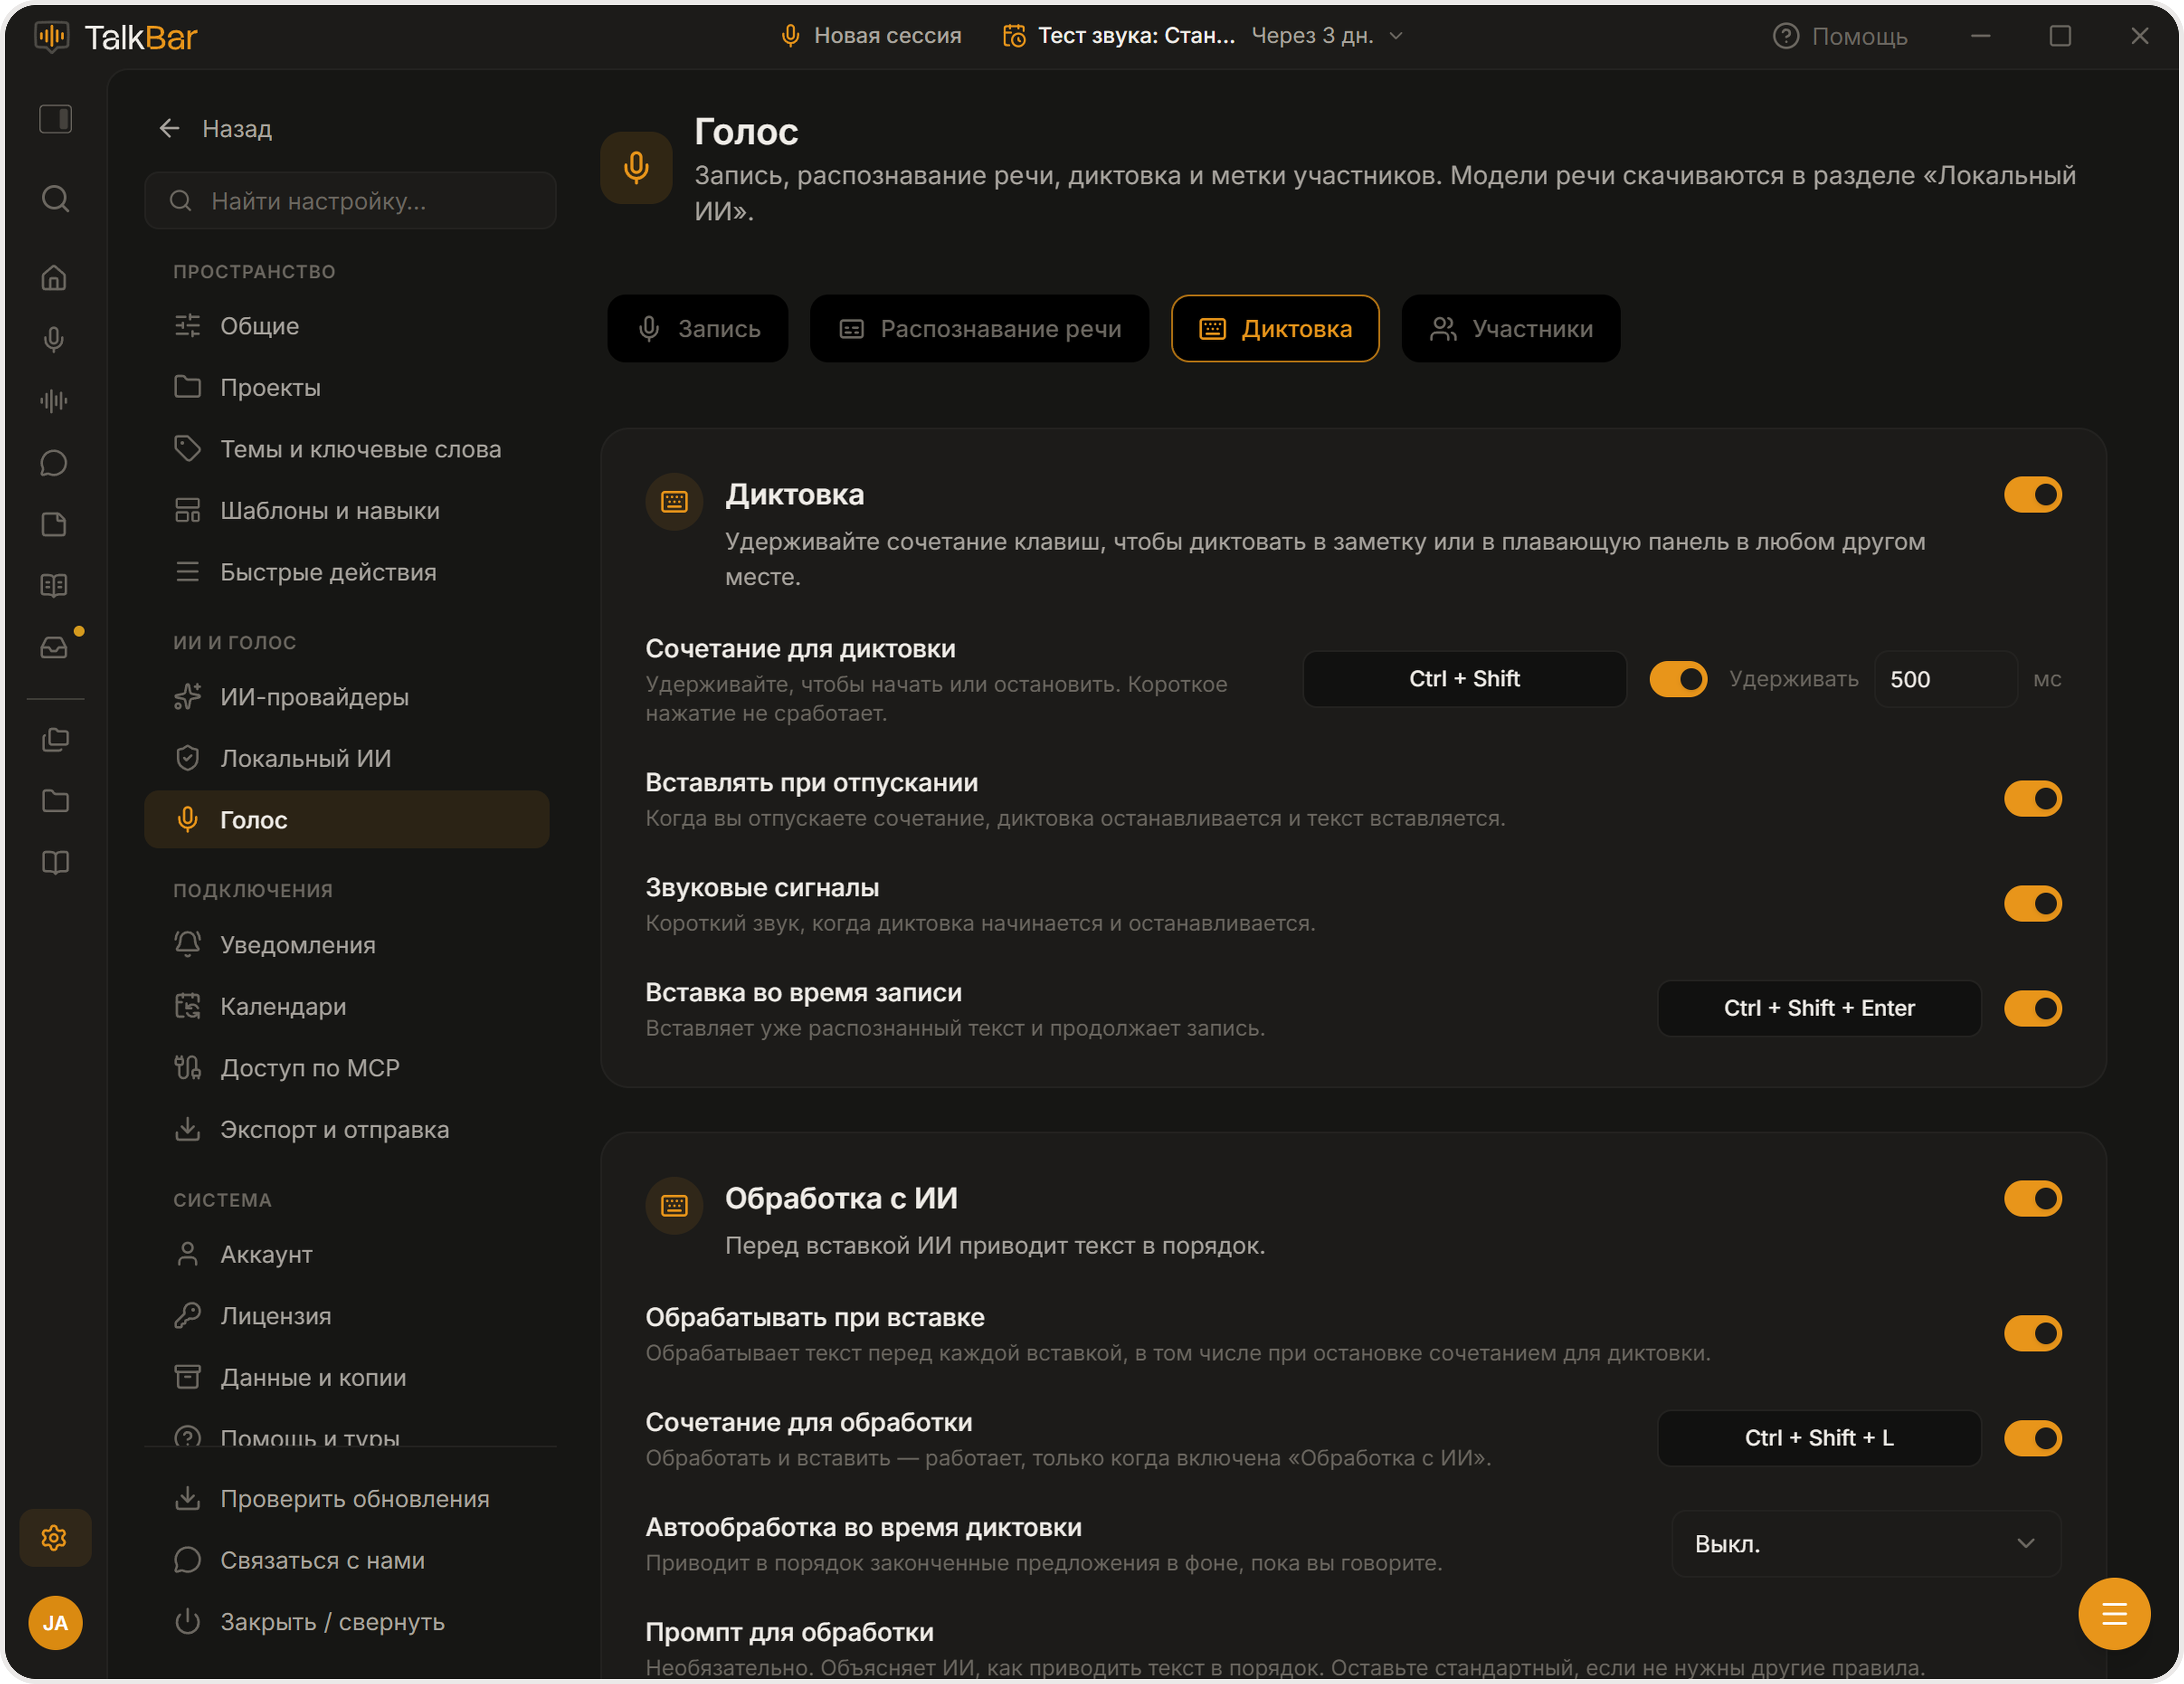 TalkBar
Новая сессия
Тест звука: Стан... Через 3 дн.
Помощь
Назад
Найти настройку...
ПРОСТРАНСТВО
Общие
Проекты
Темы и ключевые слова
Шаблоны и навыки
Быстрые действия
ИИ И ГОЛОС
ИИ-провайдеры
Локальный ИИ
Голос
ПОДКЛЮЧЕНИЯ
Уведомления
Календари
Доступ по MCP
Экспорт и отправка
СИСТЕМА
Аккаунт
Лицензия
Данные и копии
Помощь и туры
Проверить обновления
Связаться с нами
Закрыть / свернуть
JA
Голос
Запись, распознавание речи, диктовка и метки участников. Модели речи скачиваются в разделе «Локальный
ИИ».
Запись
Распознавание речи
Диктовка
Участники
Диктовка
Удерживайте сочетание клавиш, чтобы диктовать в заметку или в плавающую панель в любом другом
месте.
Сочетание для диктовки
Удерживайте, чтобы начать или остановить. Короткое
нажатие не сработает.
Ctrl + Shift
Удерживать
500
мс
Вставлять при отпускании
Когда вы отпускаете сочетание, диктовка останавливается и текст вставляется.
Звуковые сигналы
Короткий звук, когда диктовка начинается и останавливается.
Вставка во время записи
Вставляет уже распознанный текст и продолжает запись.
Ctrl + Shift + Enter
Обработка с ИИ
Перед вставкой ИИ приводит текст в порядок.
Обрабатывать при вставке
Обрабатывает текст перед каждой вставкой, в том числе при остановке сочетанием для диктовки.
Сочетание для обработки
Обработать и вставить — работает, только когда включена «Обработка с ИИ».
Ctrl + Shift + L
Автообработка во время диктовки
Приводит в порядок законченные предложения в фоне, пока вы говорите.
Выкл.
Промпт для обработки
Необязательно. Объясняет ИИ, как приводить текст в порядок. Оставьте стандартный, если не нужны другие правила.